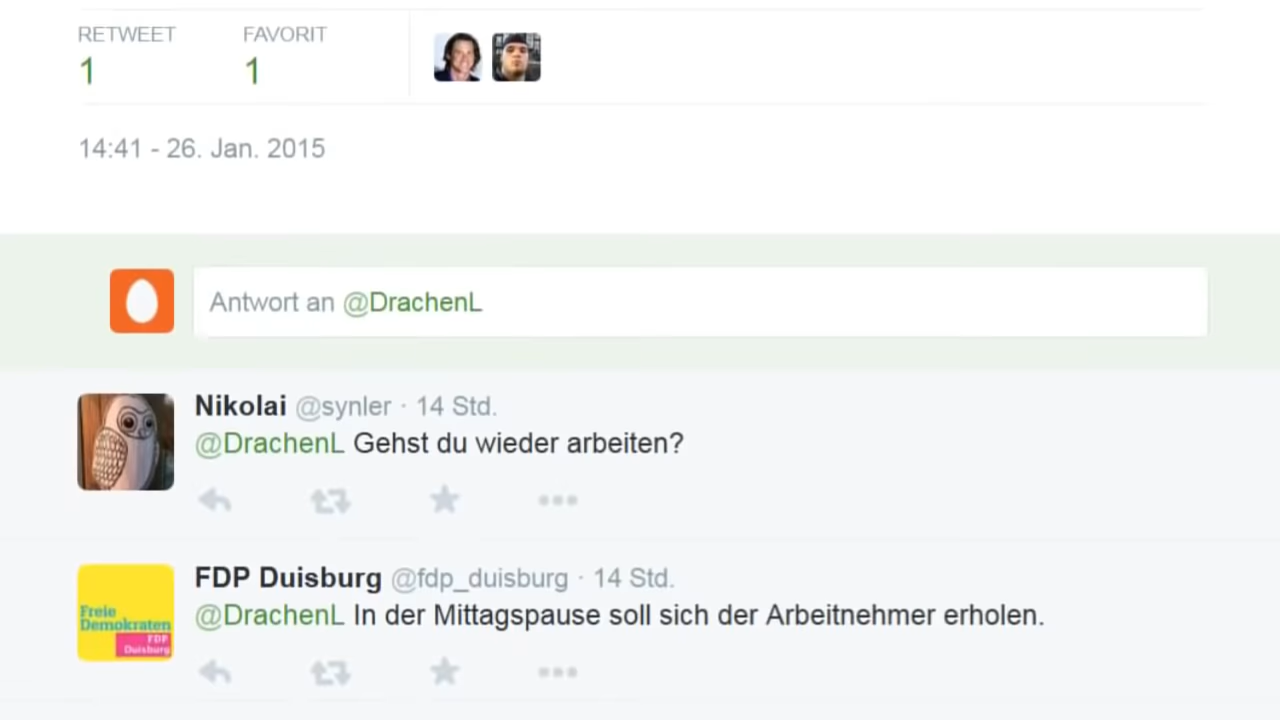 RETWEET FAVORIT
1 1
14:41 - 26. Jan. 2015
Antwort an @DrachenL
Nikolai @synler · 14 Std.
@DrachenL Gehst du wieder arbeiten?
FDP Duisburg @fdp_duisburg · 14 Std.
@DrachenL In der Mittagspause soll sich der Arbeitnehmer erholen.
Freie
Demokraten
FDP
Duisburg